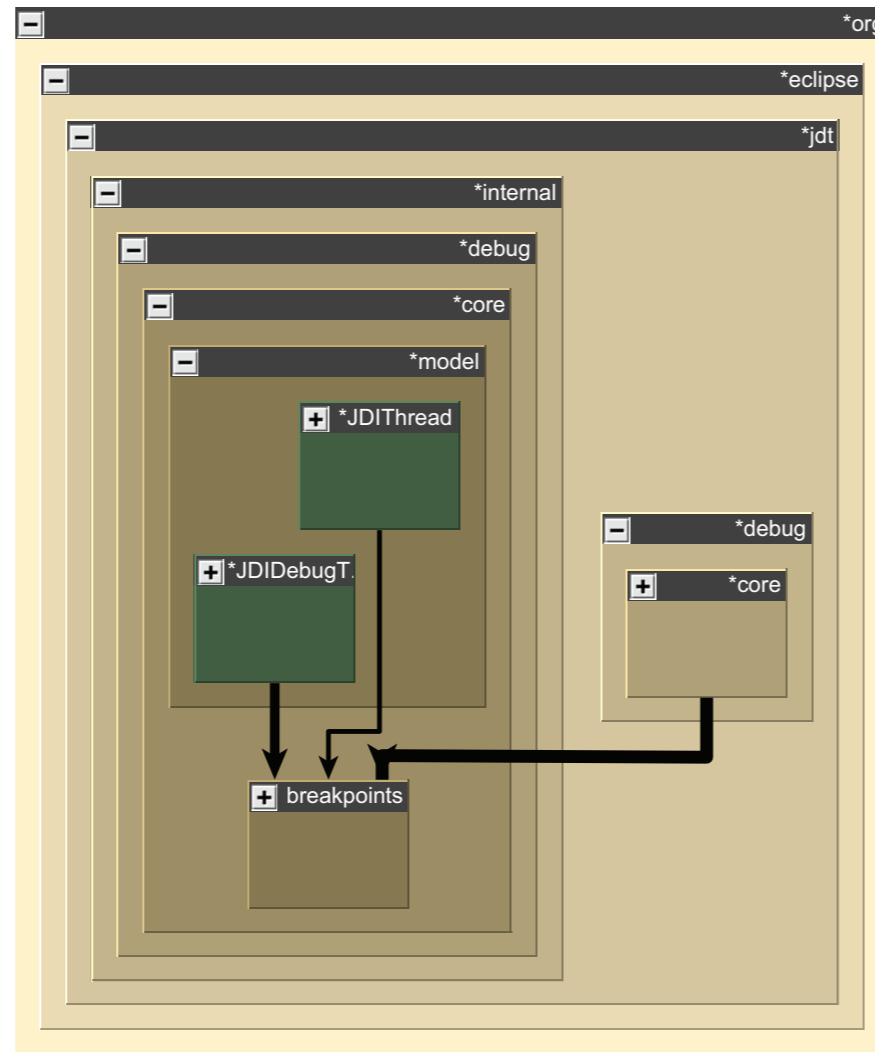 *org
*eclipse
*jdt
*internal
*debug
*core
*model
*JDIThread
*debug
*JDIDebugT.
*core
breakpoints